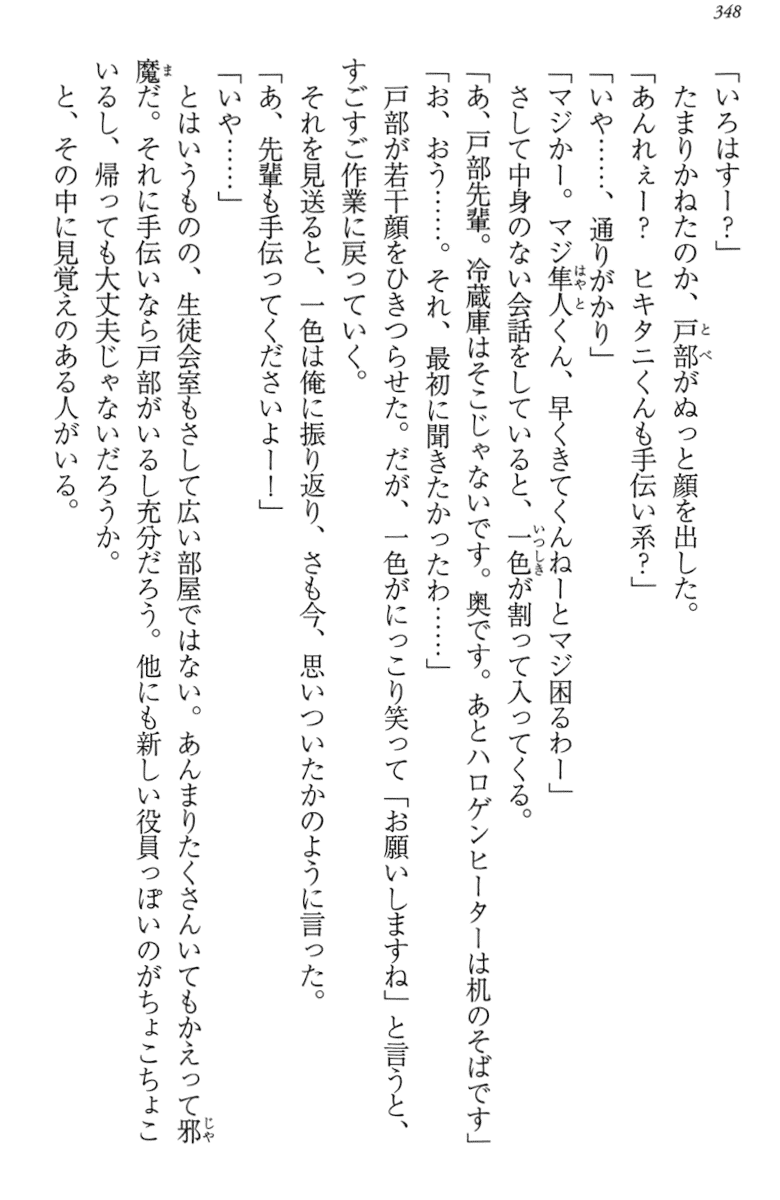 348
「いろはすー？」
たまりかねたのか、戸部がぬっと顔を出した。
「あんれぇー？　ヒキタニくんも手伝い系？」
「いや……、通りがかり」
「マジかー。マジ隼人くん、早くきてくんねーとマジ困るわー」
さして中身のない会話をしていると、一色が割って入ってくる。
「あ、戸部先輩。冷蔵庫はそこじゃないです。奥です。あとハロゲンヒーターは机のそばです」
「お、おう……。それ、最初に聞きたかったわ……」
戸部が若干顔をひきつらせた。だが、一色がにっこり笑って「お願いしますね」と言うと、
すごすご作業に戻っていく。
それを見送ると、一色は俺に振り返り、さも今、思いついたかのように言った。
「あ、先輩も手伝ってくださいよー！」
「いや……」
とはいうものの、生徒会室もさして広い部屋ではない。あんまりたくさんいてもかえって邪
魔だ。それに手伝いなら戸部がいるし充分だろう。他にも新しい役員っぽいのがちょこちょこ
いるし、帰っても大丈夫じゃないだろうか。
と、その中に見覚えのある人がいる。